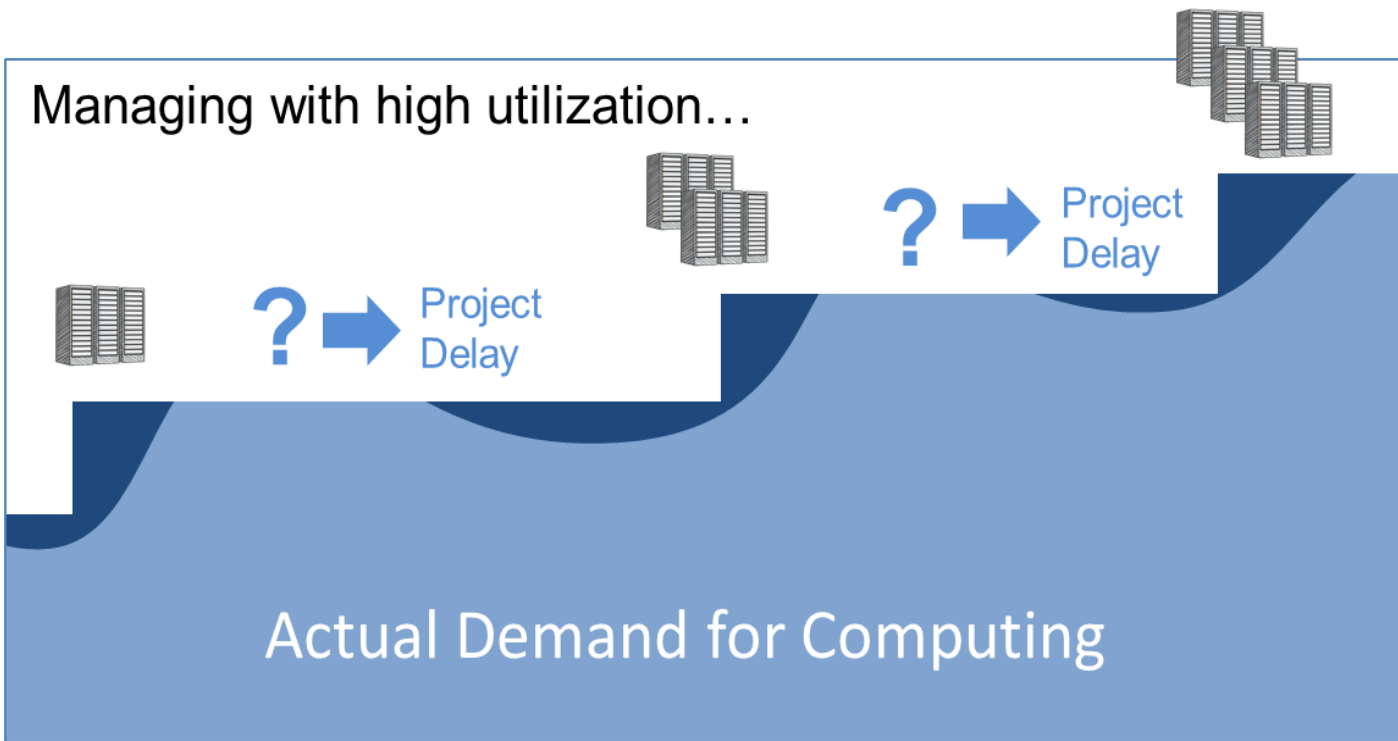 Managing with high utilization…
?
Project
Delay
?
Project
Delay
Actual Demand for Computing